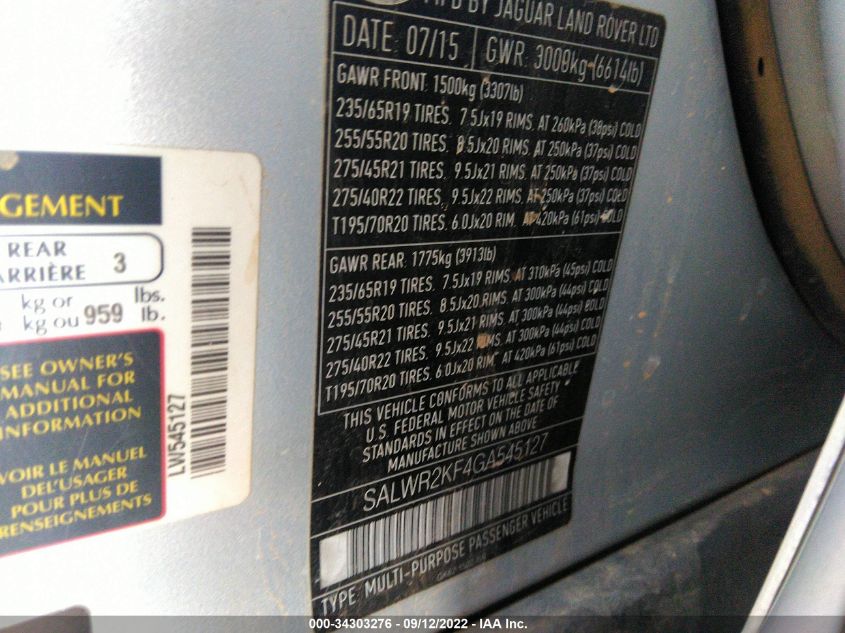 GEMENT
REAR
ARRIÈRE 3
kg or lbs.
kg ou 959 lb.
SEE OWNER'S
MANUAL FOR
ADDITIONAL
INFORMATION
VOIR LE MANUEL
DEL'USAGER
POUR PLUS DE
RENSEIGNEMENTS
LW545127
MFD BY JAGUAR LAND ROVER LTD
DATE: 07/15 GWR: 3000kg (6614lb)
GAWR FRONT: 1500kg (3307lb)
235/65R19 TIRES. 7.5Jx19 RIMS. AT 260kPa (38psi) COLD
255/55R20 TIRES. 8.5Jx20 RIMS. AT 250kPa (37psi) COLD
275/45R21 TIRES. 9.5Jx21 RIMS. AT 250kPa (37psi) COLD
275/40R22 TIRES. 9.5Jx22 RIMS. AT 250kPa (37psi) COLD
T195/70R20 TIRES. 6.0Jx20 RIM. AT 420kPa (61psi) COLD
GAWR REAR: 1775kg (3913lb)
235/65R19 TIRES. 7.5Jx19 RIMS. AT 310kPa (45psi) COLD
255/55R20 TIRES. 8.5Jx20 RIMS. AT 300kPa (44psi) COLD
275/45R21 TIRES. 9.5Jx21 RIMS. AT 300kPa (44psi) COLD
275/40R22 TIRES. 9.5Jx22 RIMS. AT 300kPa (44psi) COLD
T195/70R20 TIRES. 6.0Jx20 RIM. AT 420kPa (61psi) COLD
THIS VEHICLE CONFORMS TO ALL APPLICABLE
U.S. FEDERAL MOTOR VEHICLE SAFETY
STANDARDS IN EFFECT ON THE DATE OF
MANUFACTURE SHOWN ABOVE
SALWR2KF4GA545127
TYPE: MULTI-PURPOSE PASSENGER VEHICLE
000-34303276 - 09/12/2022 - IAA Inc.